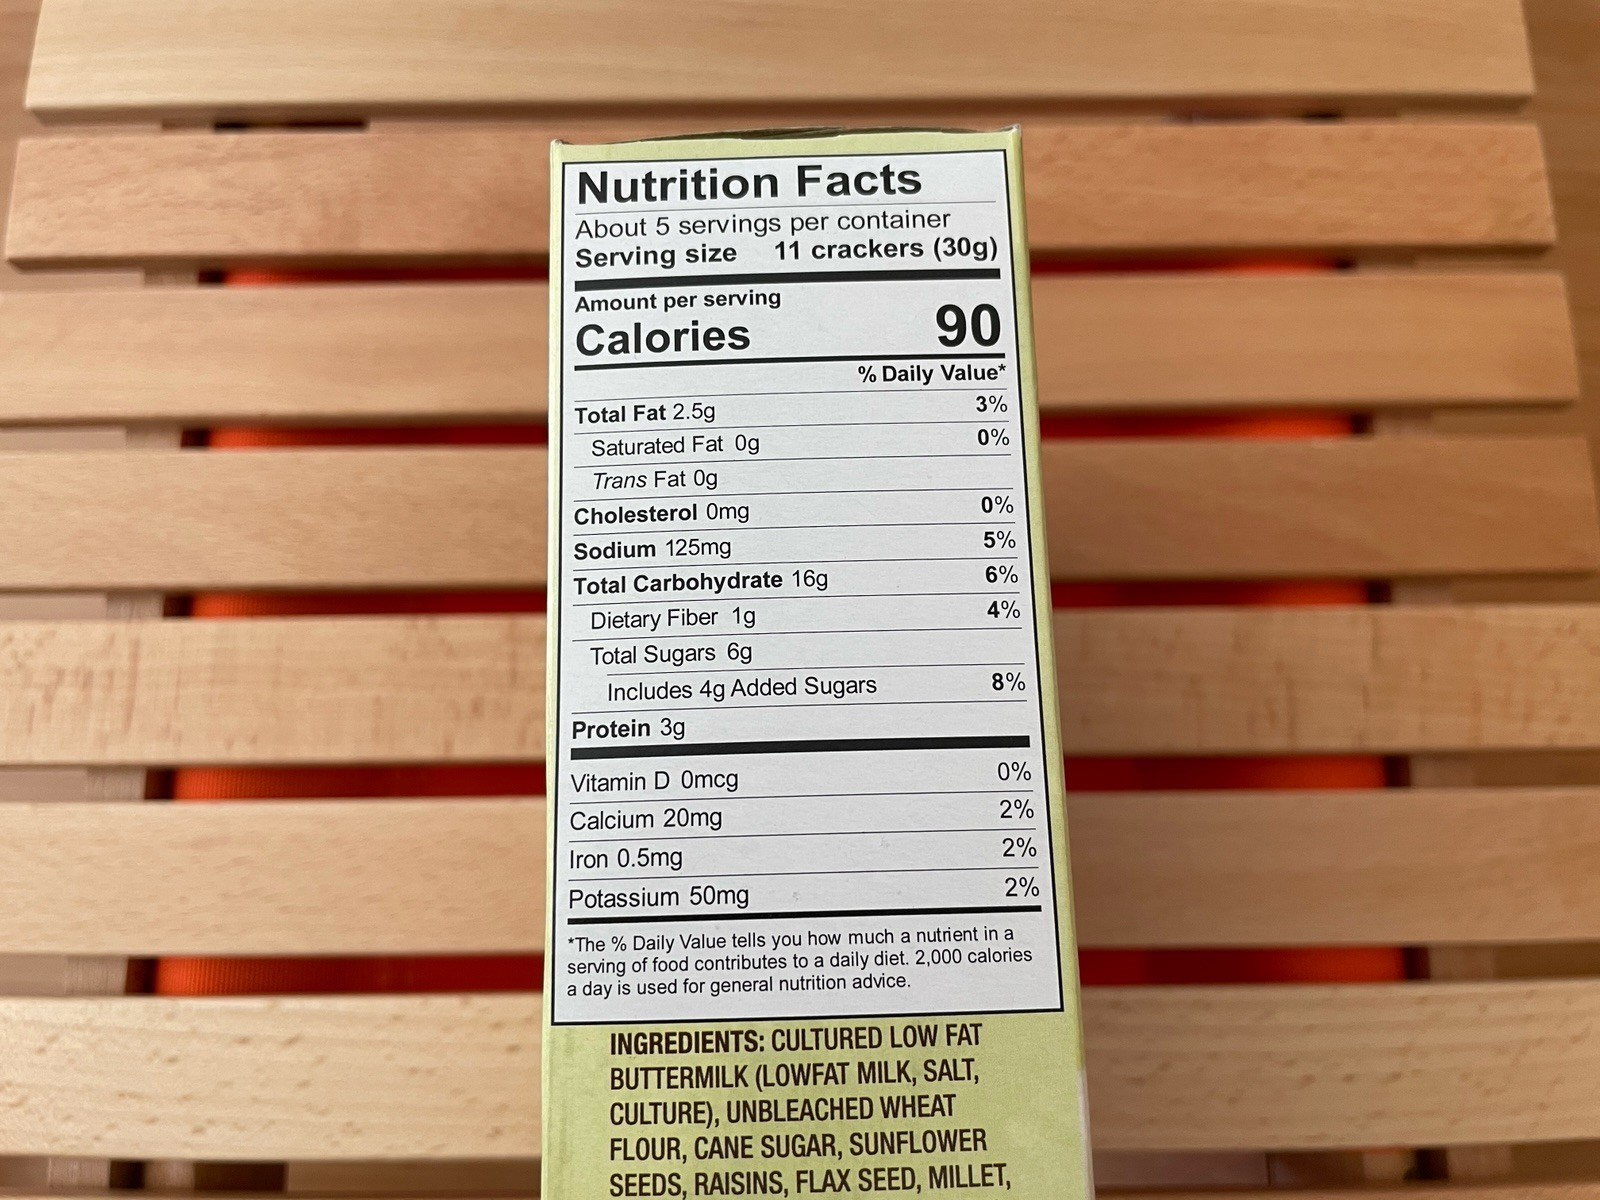 Nutrition Facts
About 5 servings per container
Serving size 11 crackers (30g)
Amount per serving
Calories 90
% Daily Value*
Total Fat 2.5g 3%
Saturated Fat 0g 0%
Trans Fat 0g
Cholesterol 0mg 0%
Sodium 125mg 5%
Total Carbohydrate 16g 6%
Dietary Fiber 1g 4%
Total Sugars 6g
Includes 4g Added Sugars 8%
Protein 3g
Vitamin D 0mcg 0%
Calcium 20mg 2%
Iron 0.5mg 2%
Potassium 50mg 2%
*The % Daily Value tells you how much a nutrient in a
serving of food contributes to a daily diet. 2,000 calories
a day is used for general nutrition advice.
INGREDIENTS: CULTURED LOW FAT
BUTTERMILK (LOWFAT MILK, SALT,
CULTURE), UNBLEACHED WHEAT
FLOUR, CANE SUGAR, SUNFLOWER
SEEDS, RAISINS, FLAX SEED, MILLET,